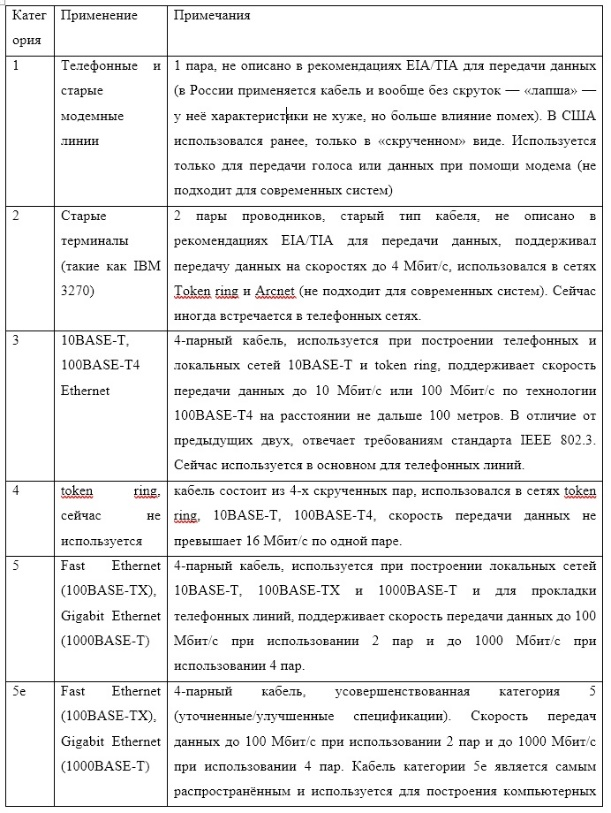 Катег
ория
Применение
Примечания
1
Телефонные и
старые
модемные
линии
1 пара, не описано в рекомендациях EIA/TIA для передачи данных
(в России применяется кабель и вообще без скруток — «лапша» —
у неё характеристики не хуже, но больше влияние помех). В США
использовался ранее, только в «скрученном» виде. Используется
только для передачи голоса или данных при помощи модема (не
подходит для современных систем)
2
Старые
терминалы
(такие как IBM
3270)
2 пары проводников, старый тип кабеля, не описано в
рекомендациях EIA/TIA для передачи данных, поддерживал
передачу данных на скоростях до 4 Мбит/с, использовался в сетях
Token ring и Arcnet (не подходит для современных систем). Сейчас
иногда встречается в телефонных сетях.
3
10BASE-T,
100BASE-T4
Ethernet
4-парный кабель, используется при построении телефонных и
локальных сетей 10BASE-T и token ring, поддерживает скорость
передачи данных до 10 Мбит/с или 100 Мбит/с по технологии
100BASE-T4 на расстоянии не дальше 100 метров. В отличие от
предыдущих двух, отвечает требованиям стандарта IEEE 802.3.
Сейчас используется в основном для телефонных линий.
4
token ring,
сейчас не
используется
кабель состоит из 4-х скрученных пар, использовался в сетях token
ring, 10BASE-T, 100BASE-T4, скорость передачи данных не
превышает 16 Мбит/с по одной паре.
5
Fast Ethernet
(100BASE-TX),
Gigabit Ethernet
(1000BASE-T)
4-парный кабель, используется при построении локальных сетей
10BASE-T, 100BASE-TX и 1000BASE-T и для прокладки
телефонных линий, поддерживает скорость передачи данных до 100
Мбит/с при использовании 2 пар и до 1000 Мбит/с при
использовании 4 пар.
5e
Fast Ethernet
(100BASE-TX),
Gigabit Ethernet
(1000BASE-T)
4-парный кабель, усовершенствованная категория 5
(уточненные/улучшенные спецификации). Скорость передач
данных до 100 Мбит/с при использовании 2 пар и до 1000 Мбит/с
при использовании 4 пар. Кабель категории 5e является самым
распространённым и используется для построения компьютерных